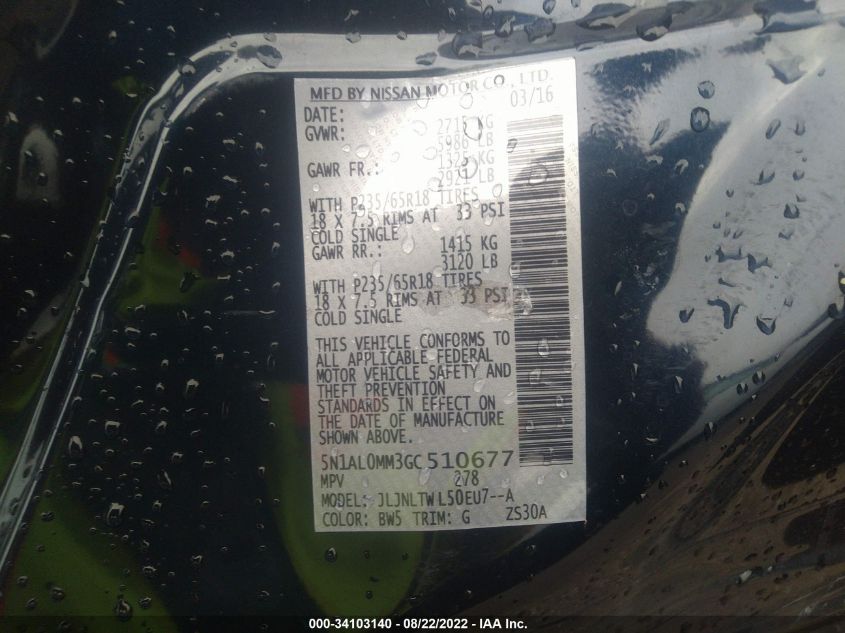 MFD BY NISSAN MOTOR CO., LTD.
DATE: 03/16
GVWR: 2715 KG
5986 LB
GAWR FR.: 1325 KG
2921 LB
WITH P235/65R18 TIRES
18 X 7.5 RIMS AT 33 PSI
COLD SINGLE
GAWR RR.: 1415 KG
3120 LB
WITH P235/65R18 TIRES
18 X 7.5 RIMS AT 33 PSI
COLD SINGLE
THIS VEHICLE CONFORMS TO
ALL APPLICABLE FEDERAL
MOTOR VEHICLE SAFETY AND
THEFT PREVENTION
STANDARDS IN EFFECT ON
THE DATE OF MANUFACTURE
SHOWN ABOVE.
5N1AL0MM3GC510677
MPV 278
MODEL: JLJNLTWL50EU7--A
COLOR: BW5 TRIM: G ZS30A
000-34103140 - 08/22/2022 - IAA Inc.